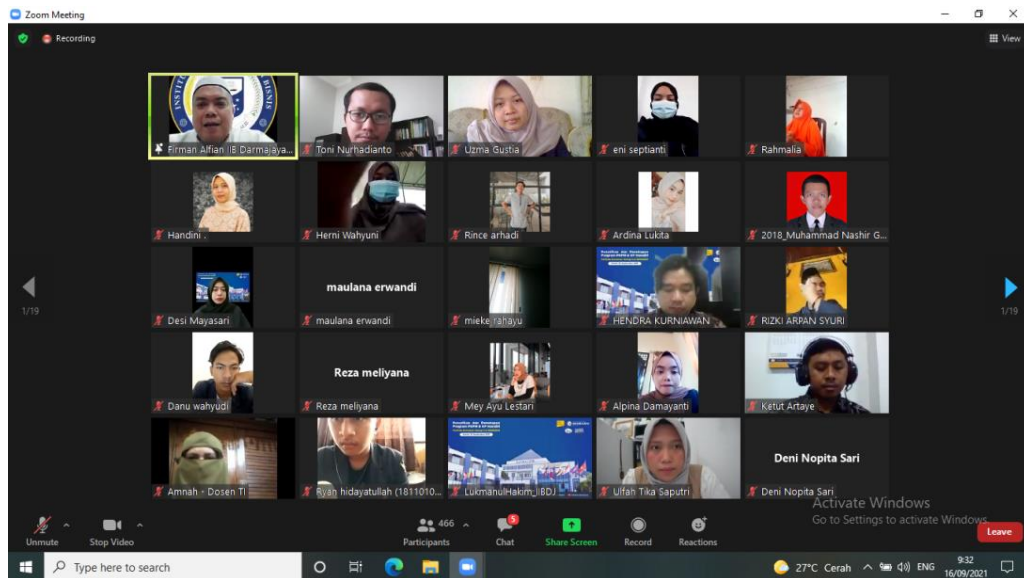 Zoom Meeting
Recording
View
INSTIT
BISNIS
Firman Alfian IIB Darmajaya...
Toni Nurhadianto
Uzma Gustia
eni septianti
Rahmalia
Handini .
Herni Wahyuni
Rince arhadi
Ardina Lukita
2018_Muhammad Nashir G...
Desi Mayasari
maulana erwandi
maulana erwandi
mieke rahayu
HENDRA KURNIAWAN
RIZKI ARPAN SYURI
1/19
1/19
Danu wahyudi
Reza meliyana
Reza meliyana
Mey Ayu Lestari
Alpina Damayanti
Ketut Artaye
Amnah - Dosen TI
Ryan hidayatullah (1811010...
LukmanulHakim_IBDJ
Ulfah Tika Saputri
Deni Nopita Sari
Deni Nopita Sari
Activate Windows
Go to Settings to activate Windows.
Unmute
Stop Video
466
Participants
5
Chat
Share Screen
Record
Reactions
Leave
Type here to search
27°C Cerah
ENG
9:32
16/09/2021